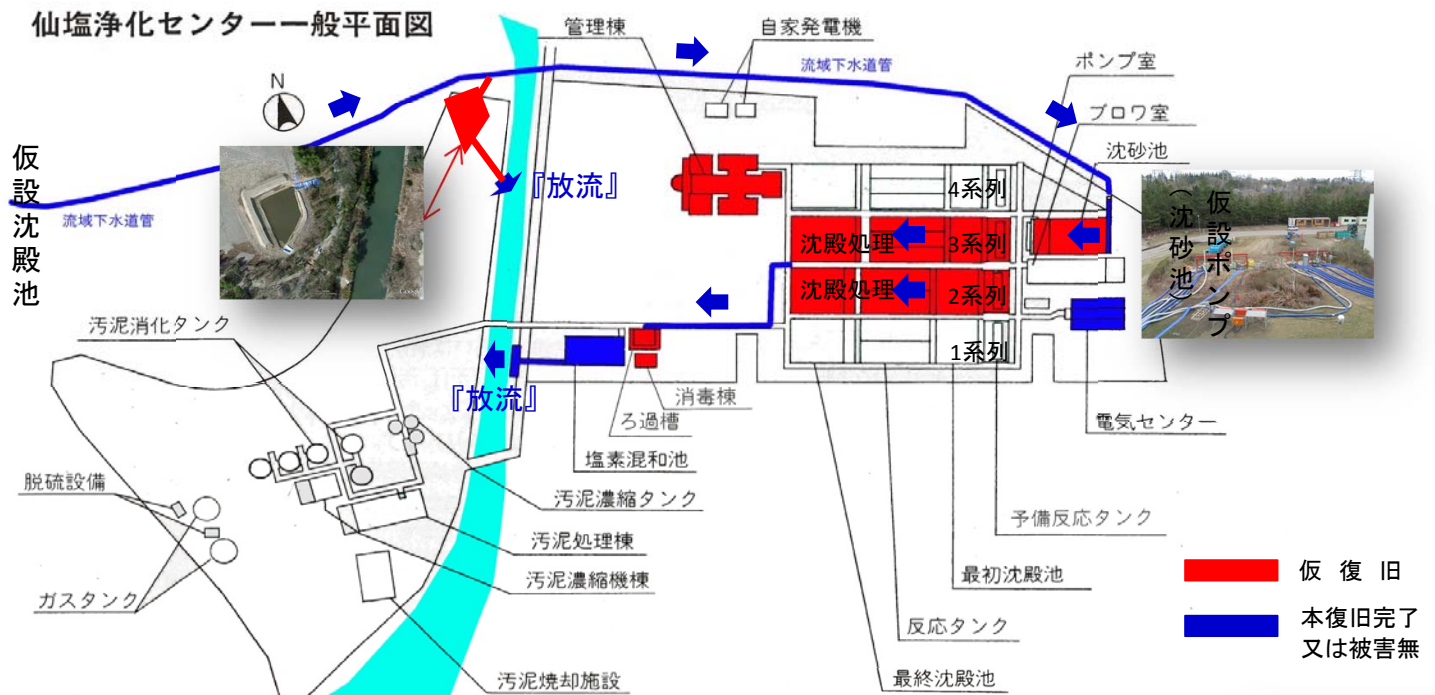 仙塩浄化センター一般平面図
管理棟
自家発電機
流域下水道管
ポンプ室
ブロワ室
沈砂池
N
仮設沈殿池
流域下水道管
『放流』
4系列
沈殿処理
3系列
沈殿処理
2系列
1系列
仮設ポンプ
(沈砂池)
Google
汚泥消化タンク
『放流』
消毒棟
ろ過槽
塩素混和池
電気センター
脱硫設備
汚泥濃縮タンク
予備反応タンク
汚泥処理棟
汚泥濃縮機棟
最初沈殿池
ガスタンク
反応タンク
汚泥焼却施設
最終沈殿池
仮復旧
本復旧完了
又は被害無